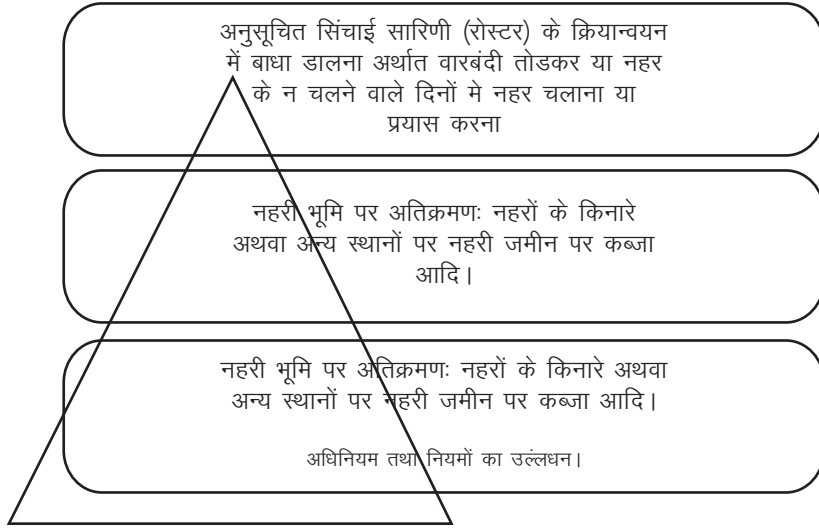 अनुसूचित सिंचाई सारिणी (रोस्टर) के क्रियान्वयन
में बाधा डालना अर्थात वारबंदी तोडकर या नहर
के न चलने वाले दिनों मे नहर चलाना या
प्रयास करना
नहरी भूमि पर अतिक्रमणः नहरों के किनारे
अथवा अन्य स्थानों पर नहरी जमीन पर कब्जा
आदि।
नहरी भूमि पर अतिक्रमणः नहरों के किनारे अथवा
अन्य स्थानों पर नहरी जमीन पर कब्जा आदि।
अधिनियम तथा नियमों का उल्लंधन।